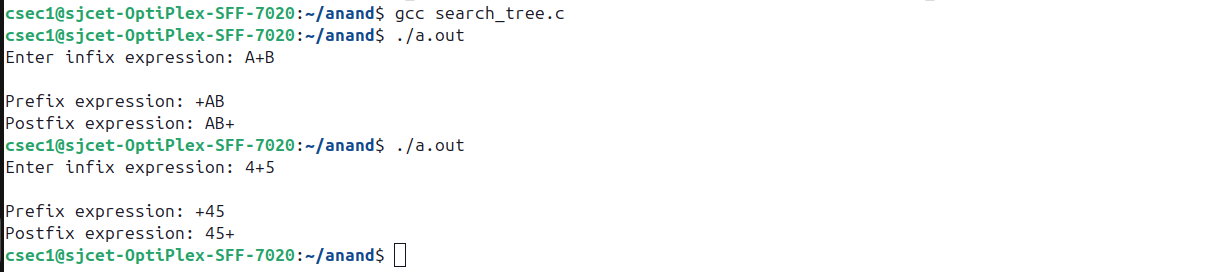 csec1@sjcet-OptiPlex-SFF-7020:~/anand$ gcc search_tree.c
csec1@sjcet-OptiPlex-SFF-7020:~/anand$ ./a.out
Enter infix expression: A+B

Prefix expression: +AB
Postfix expression: AB+
csec1@sjcet-OptiPlex-SFF-7020:~/anand$ ./a.out
Enter infix expression: 4+5

Prefix expression: +45
Postfix expression: 45+
csec1@sjcet-OptiPlex-SFF-7020:~/anand$